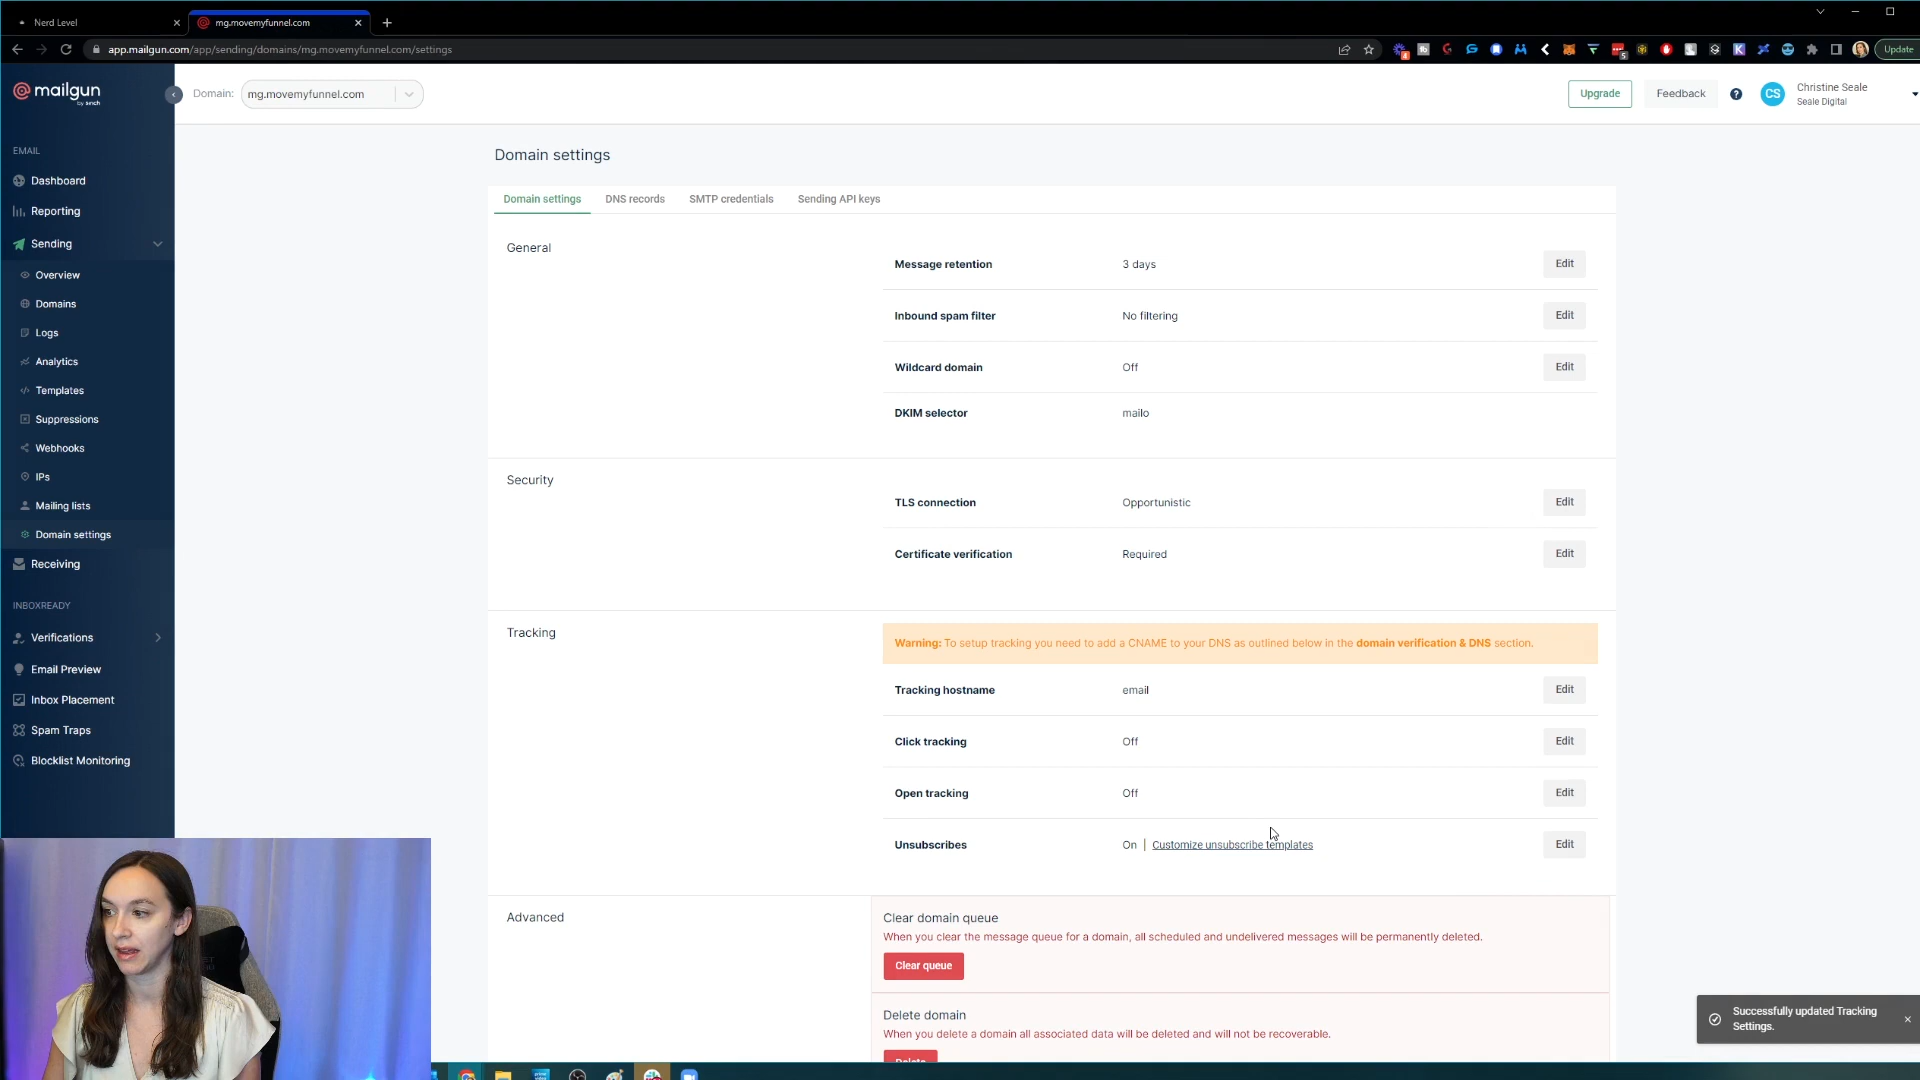 Nerd Level
mg.movemyfunnel.com
app.mailgun.com/app/sending/domains/mg.movemyfunnel.com/settings
Update
mailgun
by sinch
Domain:
mg.movemyfunnel.com
Upgrade
Feedback
CS
Christine Seale
Seale Digital
EMAIL
Dashboard
Reporting
Sending
Overview
Domains
Logs
Analytics
Templates
Suppressions
Webhooks
IPs
Mailing lists
Domain settings
Receiving
INBOXREADY
Verifications
Email Preview
Inbox Placement
Spam Traps
Blocklist Monitoring
Domain settings
Domain settings
DNS records
SMTP credentials
Sending API keys
General
Message retention
3 days
Edit
Inbound spam filter
No filtering
Edit
Wildcard domain
Off
Edit
DKIM selector
mailo
Security
TLS connection
Opportunistic
Edit
Certificate verification
Required
Edit
Tracking
Warning: To setup tracking you need to add a CNAME to your DNS as outlined below in the domain verification & DNS section.
Tracking hostname
email
Edit
Click tracking
Off
Edit
Open tracking
Off
Edit
Unsubscribes
On | Customize unsubscribe templates
Edit
Advanced
Clear domain queue
When you clear the message queue for a domain, all scheduled and undelivered messages will be permanently deleted.
Clear queue
Delete domain
When you delete a domain all associated data will be deleted and will not be recoverable.
Delete
Successfully updated Tracking
Settings.